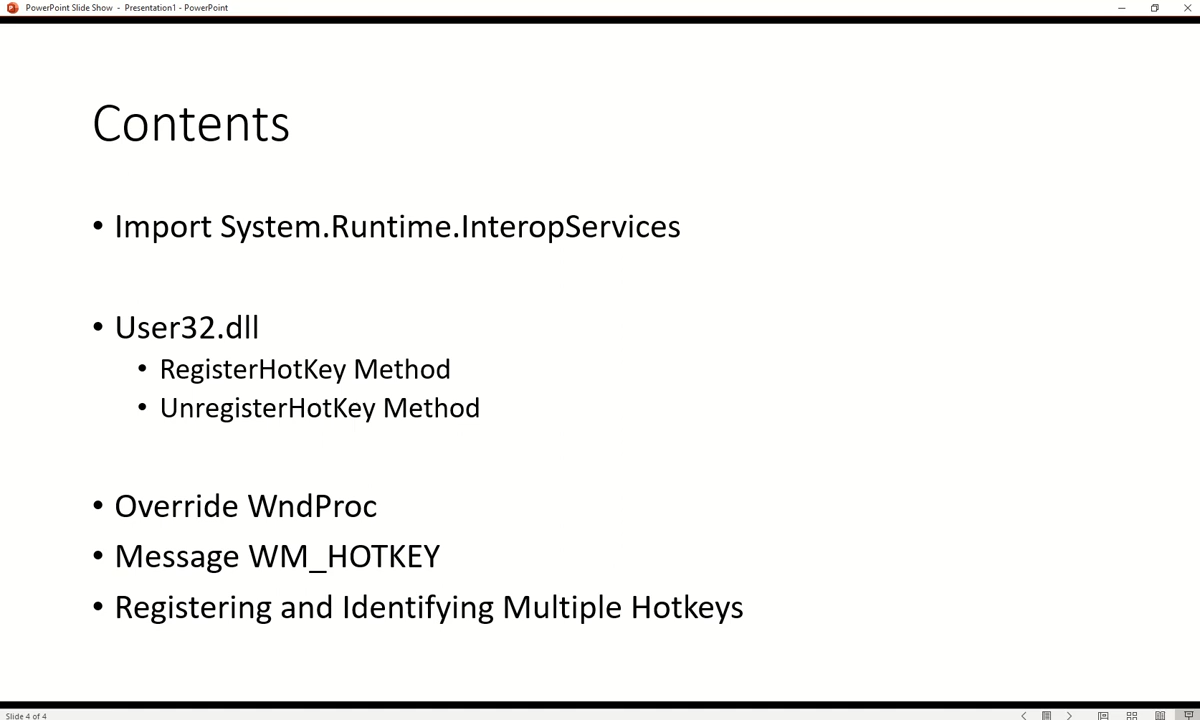 PowerPoint Slide Show - Presentation1 - PowerPoint
Contents
• Import System.Runtime.InteropServices
• User32.dll
• RegisterHotKey Method
• UnregisterHotKey Method
• Override WndProc
• Message WM_HOTKEY
• Registering and Identifying Multiple Hotkeys
Slide 4 of 4